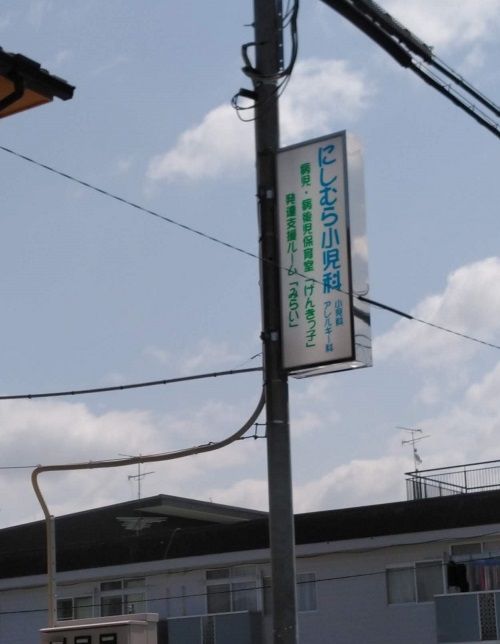 にしむら小児科
小児科
アレルギー科
病児・病後児保育室「げんきっ子」
発達支援ルーム「みらい」